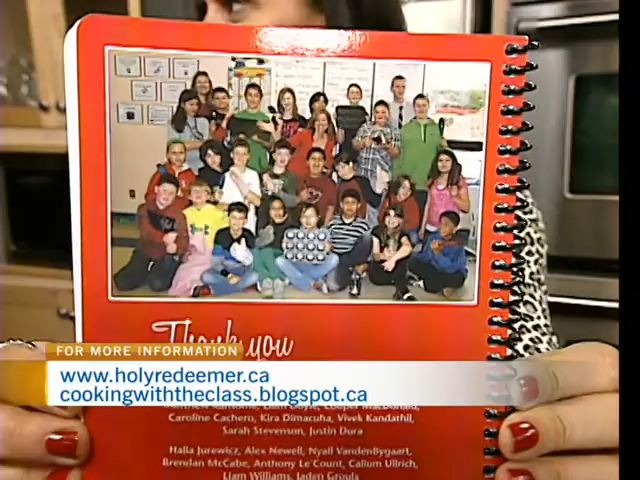 Thank you
FOR MORE INFORMATION
www.holyredeemer.ca
cookingwiththeclass.blogspot.ca
Caroline Cachero, Kira Dimacuha, Vivek Kandathil,
Sarah Stevenson, Justin Dura
Halla Jurewicz, Alex Newell, Nyall VandenBygaart,
Brendan McCabe, Anthony Le'Count, Callum Ullrich,
Liam Williams, Jaden Groula